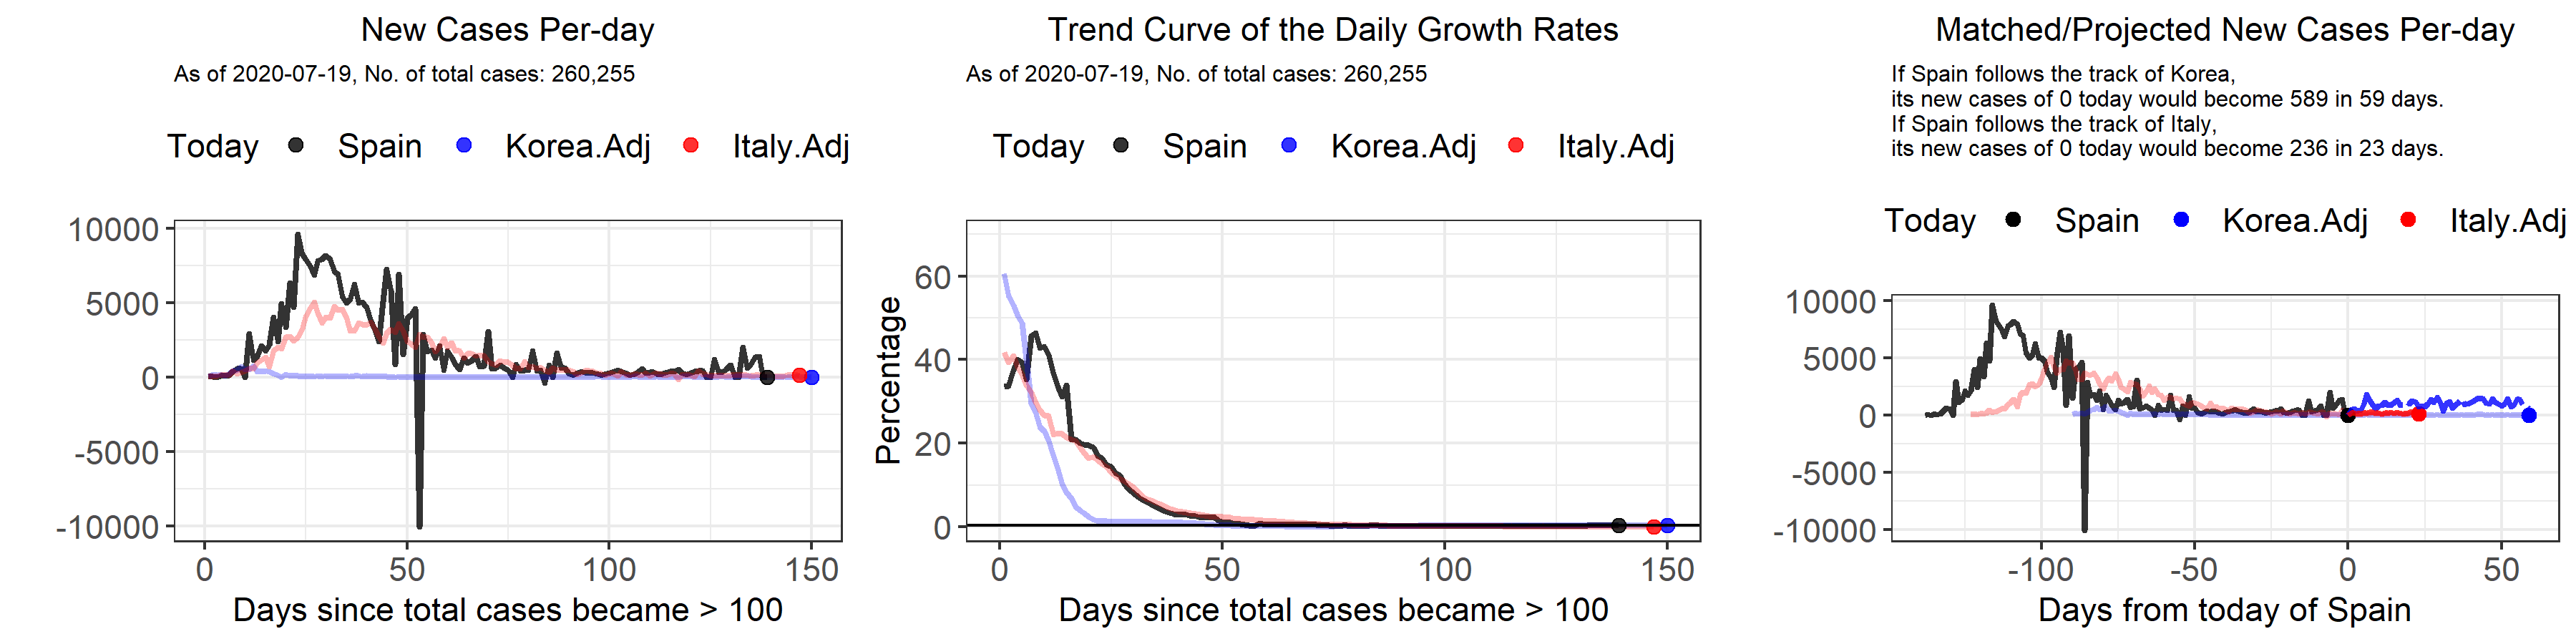 New Cases Per-day
As of 2020-07-19, No. of total cases: 260,255
Today Spain Korea.Adj Italy.Adj
10000
5000
0
-5000
-10000
0 50 100 150
Days since total cases became > 100
Trend Curve of the Daily Growth Rates
As of 2020-07-19, No. of total cases: 260,255
Today Spain Korea.Adj Italy.Adj
Percentage
60
40
20
0
0 50 100 150
Days since total cases became > 100
Matched/Projected New Cases Per-day
If Spain follows the track of Korea,
its new cases of 0 today would become 589 in 59 days.
If Spain follows the track of Italy,
its new cases of 0 today would become 236 in 23 days.
Today Spain Korea.Adj Italy.Adj
10000
5000
0
-5000
-10000
-100 -50 0 50
Days from today of Spain